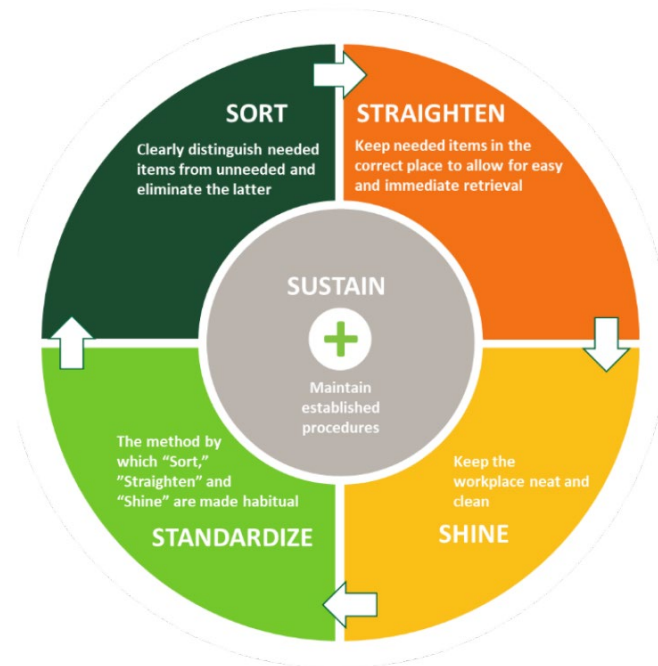 SORT
Clearly distinguish needed
items from unneeded and
eliminate the latter
STRAIGHTEN
Keep needed items in the
correct place to allow for easy
and immediate retrieval
SUSTAIN
Maintain
established
procedures
The method by
which “Sort,”
”Straighten” and
“Shine” are made habitual
STANDARDIZE
Keep the
workplace neat and
clean
SHINE